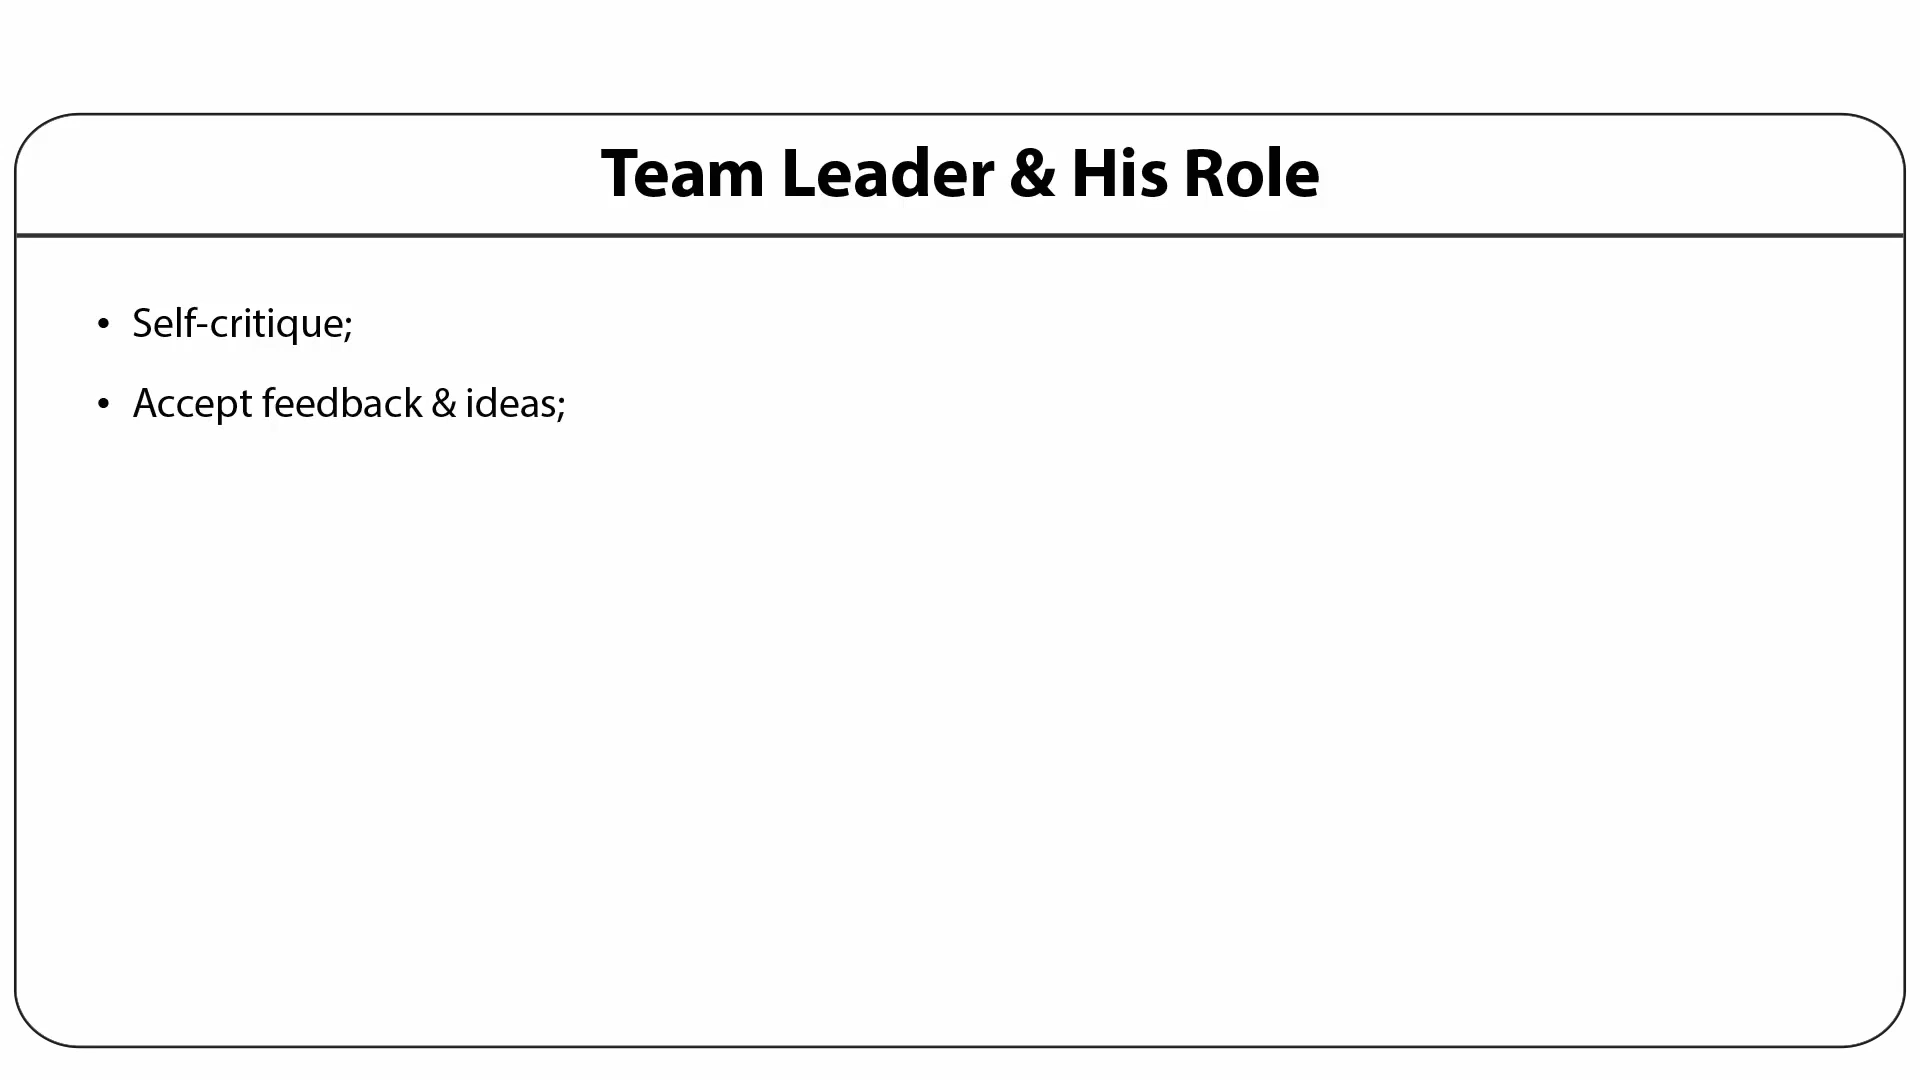 Team Leader & His Role
• Self-critique;
• Accept feedback & ideas;